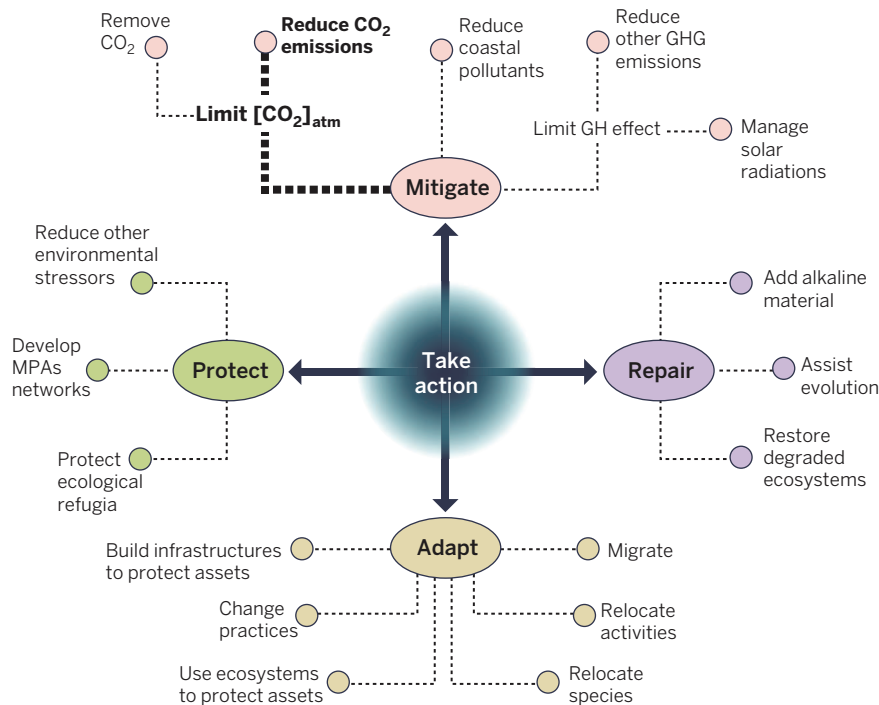 Remove
CO₂
Reduce CO₂
emissions
Reduce
coastal
pollutants
Reduce
other GHG
emissions
Limit [CO₂]atm
Limit GH effect
Manage
solar
radiations
Mitigate
Reduce other
environmental
stressors
Add alkaline
material
Develop
MPAs
networks
Protect
Take
action
Repair
Assist
evolution
Protect
ecological
refugia
Restore
degraded
ecosystems
Build infrastructures
to protect assets
Adapt
Migrate
Change
practices
Relocate
activities
Use ecosystems
to protect assets
Relocate
species